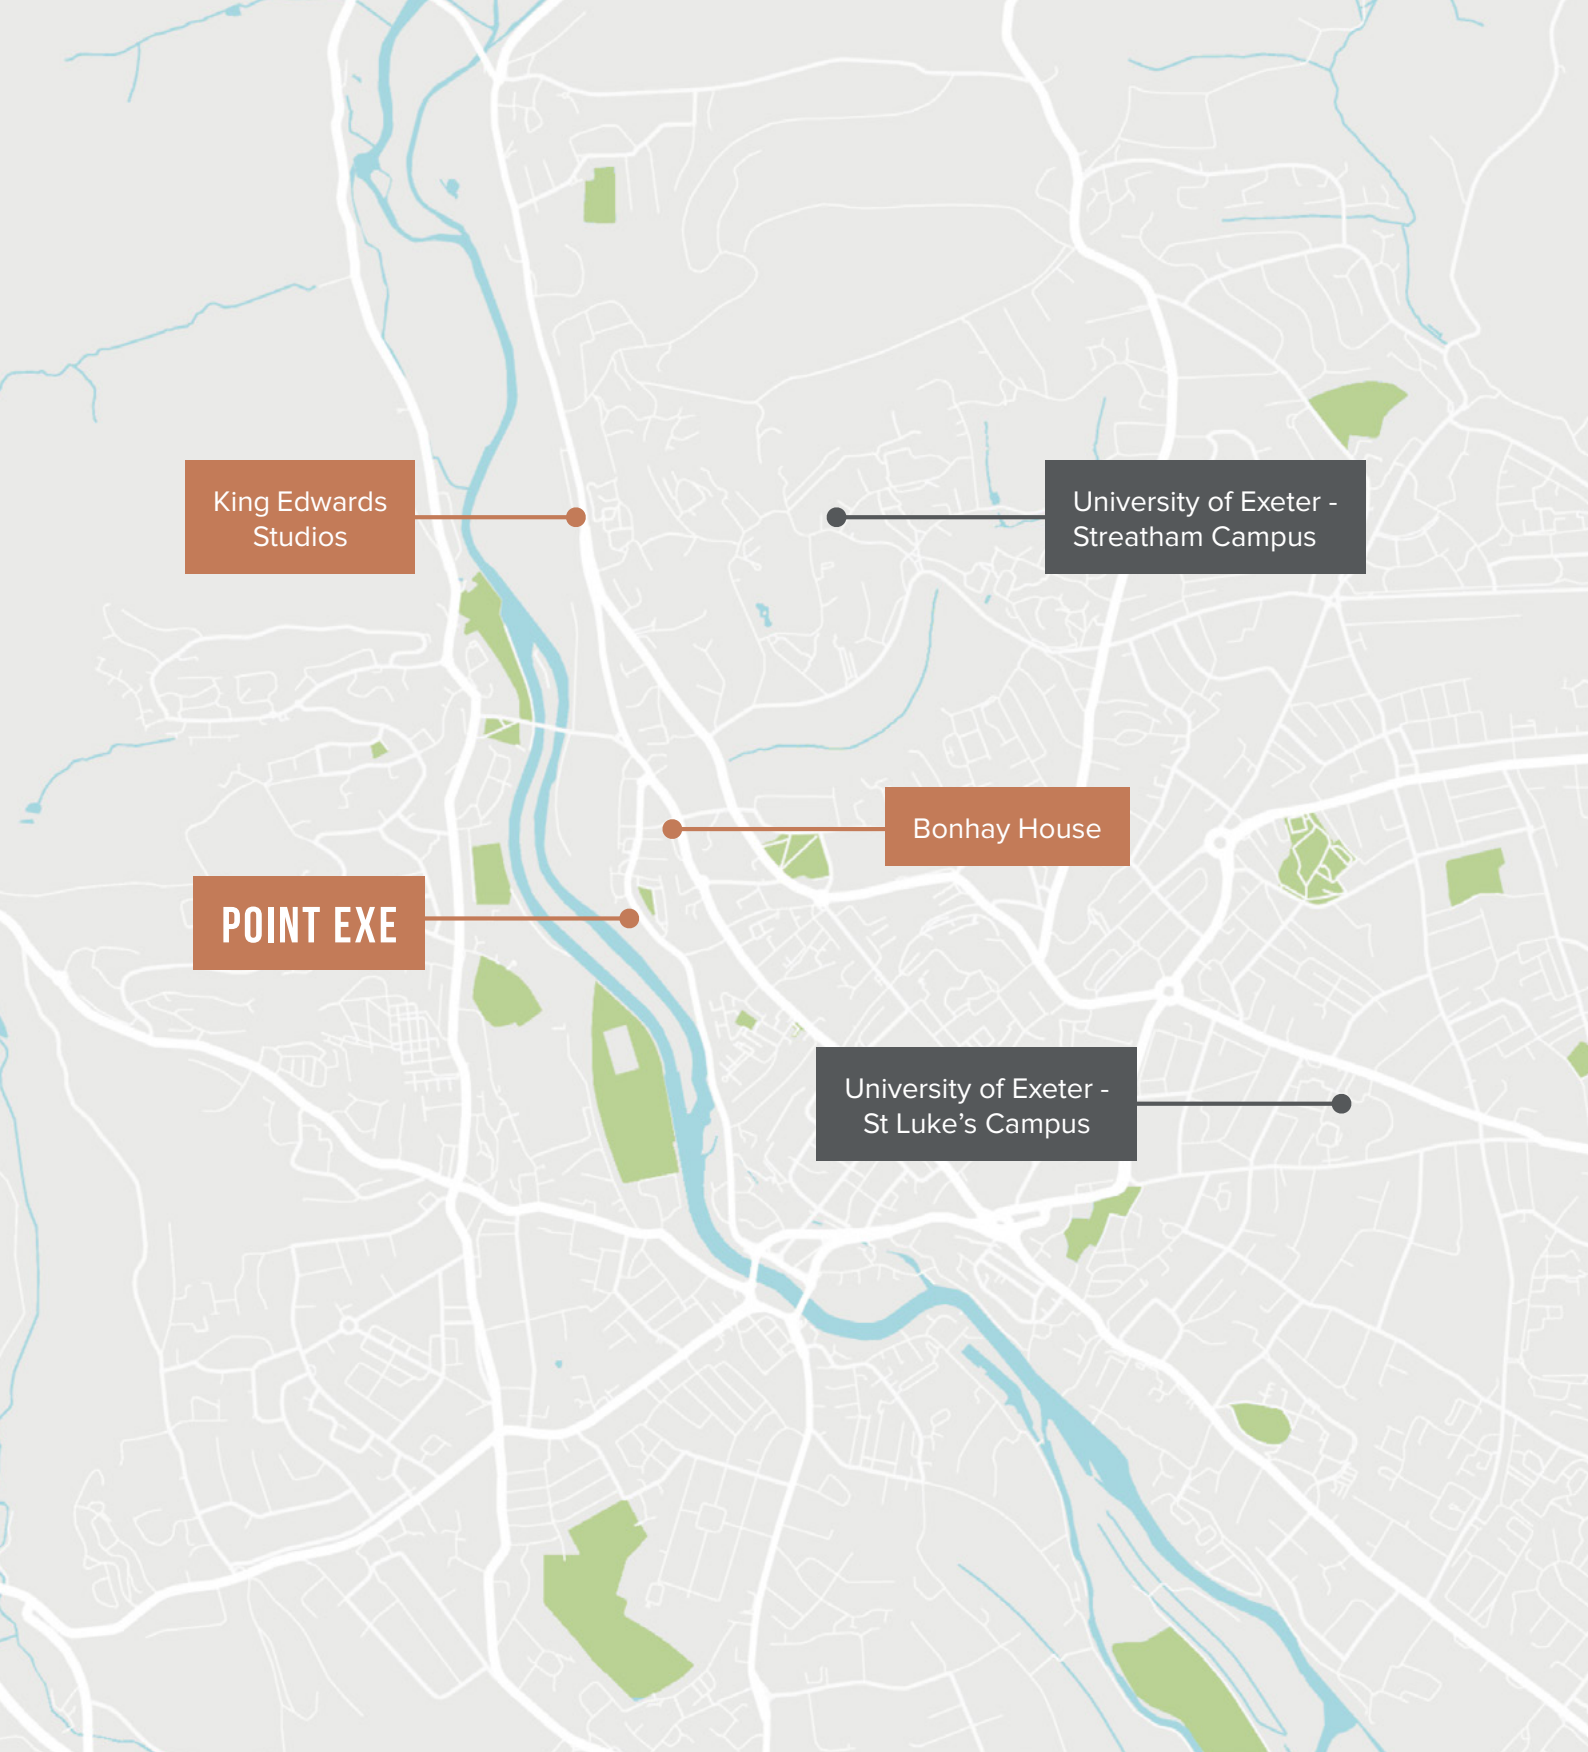 King Edwards
Studios
University of Exeter -
Streatham Campus
Bonhay House
POINT EXE
University of Exeter -
St Luke's Campus